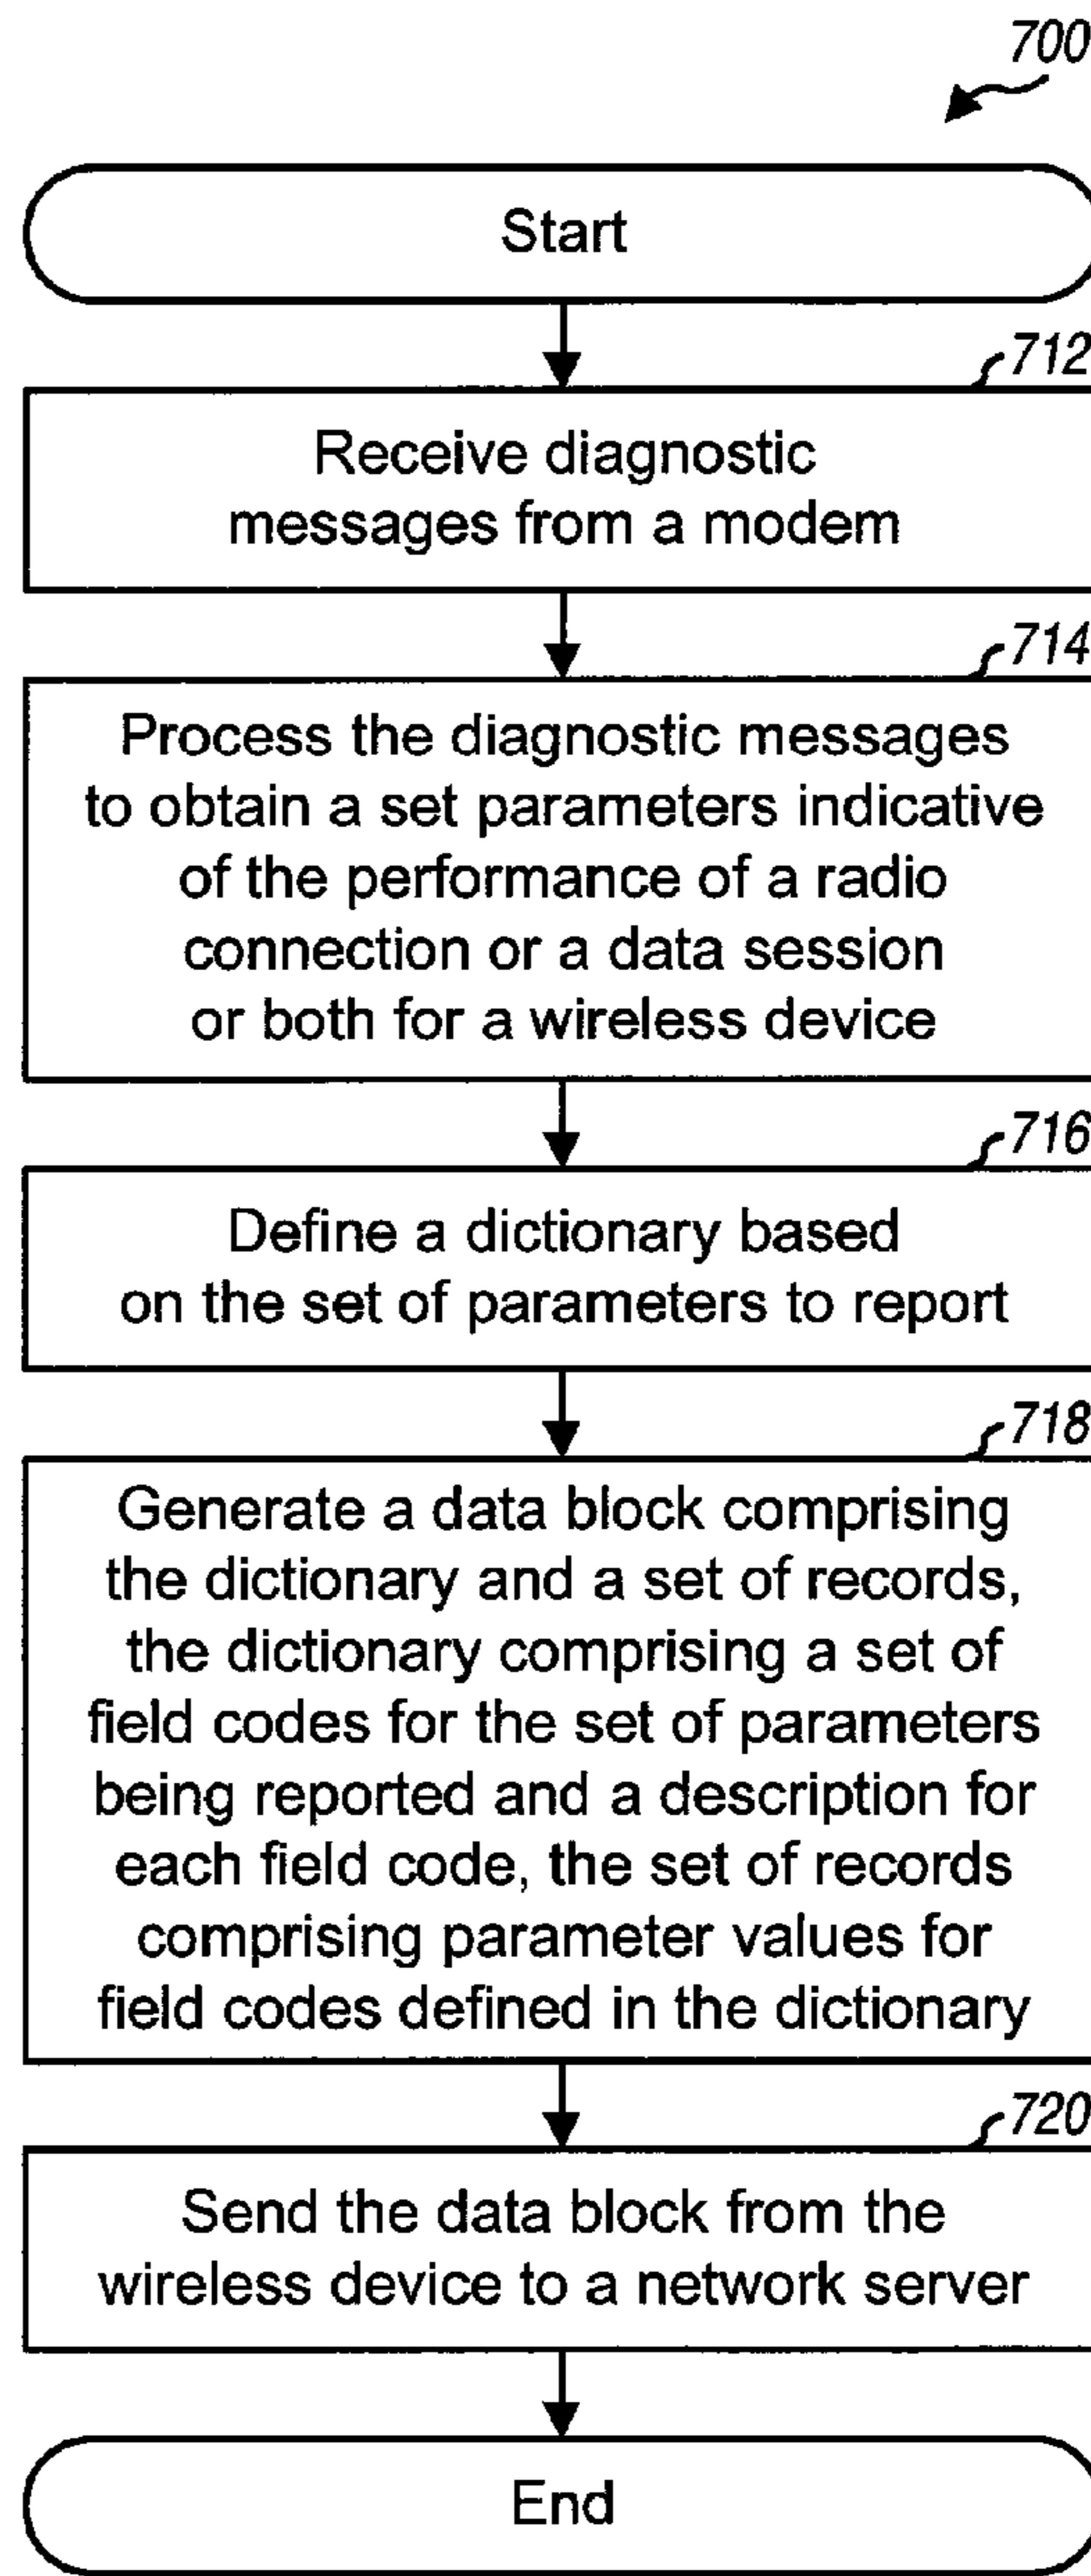 700
Start
712
Receive diagnostic
messages from a modem
714
Process the diagnostic messages
to obtain a set parameters indicative
of the performance of a radio
connection or a data session
or both for a wireless device
716
Define a dictionary based
on the set of parameters to report
718
Generate a data block comprising
the dictionary and a set of records,
the dictionary comprising a set of
field codes for the set of parameters
being reported and a description for
each field code, the set of records
comprising parameter values for
field codes defined in the dictionary
720
Send the data block from the
wireless device to a network server
End